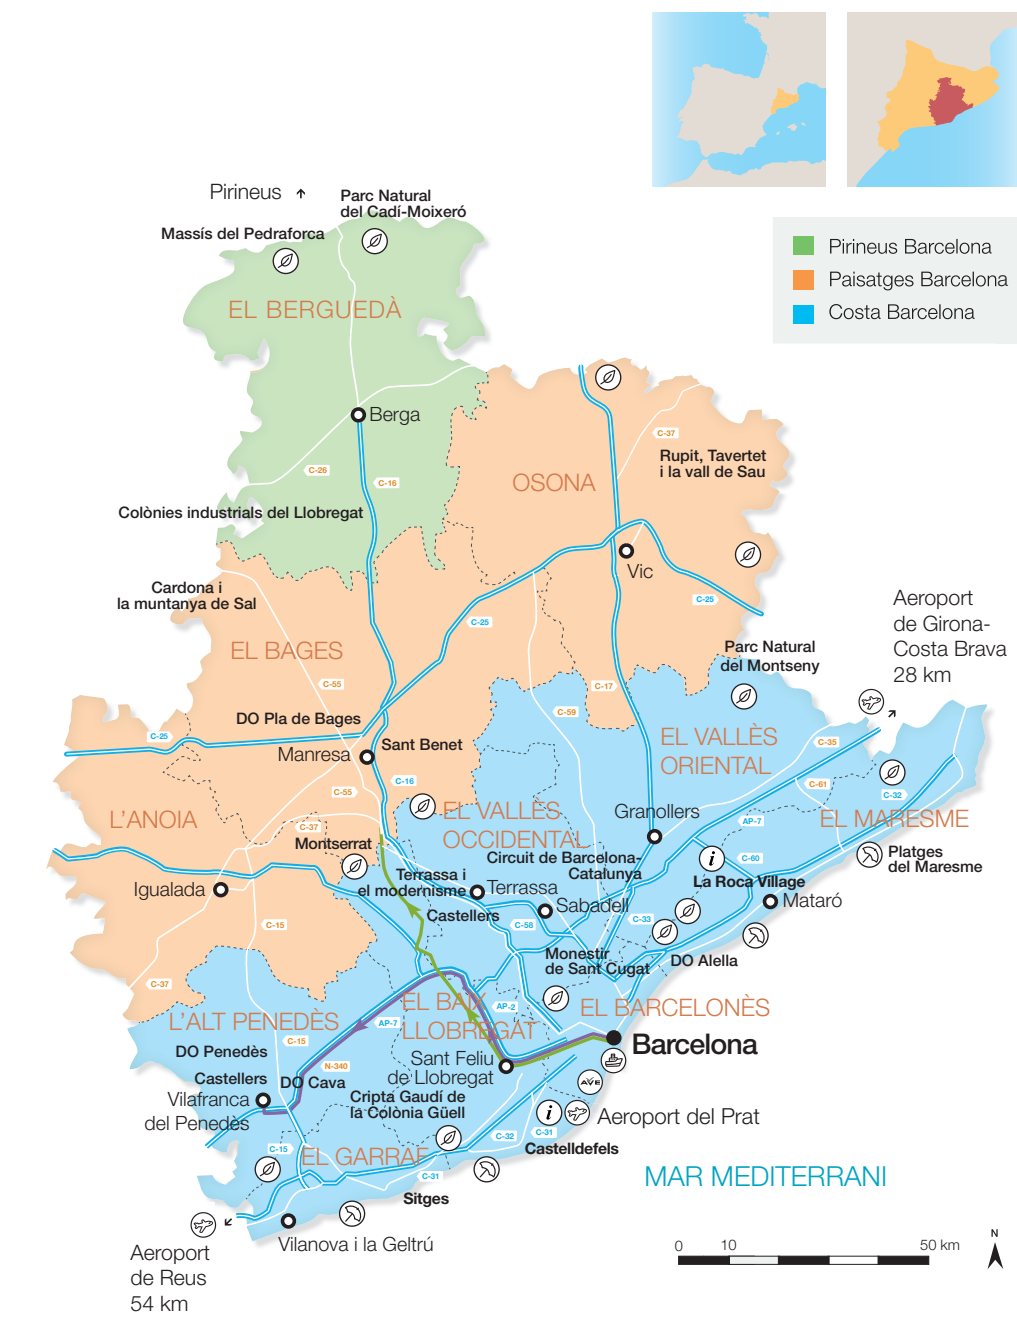 Pirineus
Parc Natural
del Cadí-Moixeró
Massís del Pedraforca
Pirineus Barcelona
Paisatges Barcelona
Costa Barcelona
EL BERGUEDÀ
Berga
C-37
Rupit, Tavertet
i la vall de Sau
C-26
C-16
OSONA
Colònies industrials del Llobregat
Vic
Cardona i
la muntanya de Sal
C-25
C-25
Aeroport
de Girona-
Costa Brava
28 km
EL BAGES
Parc Natural
del Montseny
C-55
C-17
C-59
DO Pla de Bages
C-25
Sant Benet
Manresa
EL VALLÈS
ORIENTAL
C-35
C-16
C-55
C-61
C-32
L'ANOIA
EL VALLÈS
OCCIDENTAL
Granollers
AP-7
EL MARESME
C-37
Montserrat
Circuit de Barcelona-
Catalunya
i
C-60
Platges
del Maresme
Terrassa i
el modernisme
Terrassa
La Roca Village
Igualada
Sabadell
Mataró
Castellers
C-58
C-33
C-15
Monestir
de Sant Cugat
DO Alella
C-37
EL BAIX
LLOBREGAT
AP-2
EL BARCELONÈS
L'ALT PENEDÈS
AP-7
C-15
DO Penedès
Barcelona
Sant Feliu
de Llobregat
N-340
Castellers
DO Cava
AVE
Vilafranca
del Penedès
Cripta Gaudí de
la Colònia Güell
i
Aeroport del Prat
C-32
C-31
C-15
Castelldefels
EL GARRAF
C-31
MAR MEDITERRANI
Sitges
Vilanova i la Geltrú
Aeroport
de Reus
54 km
0
10
50 km
N